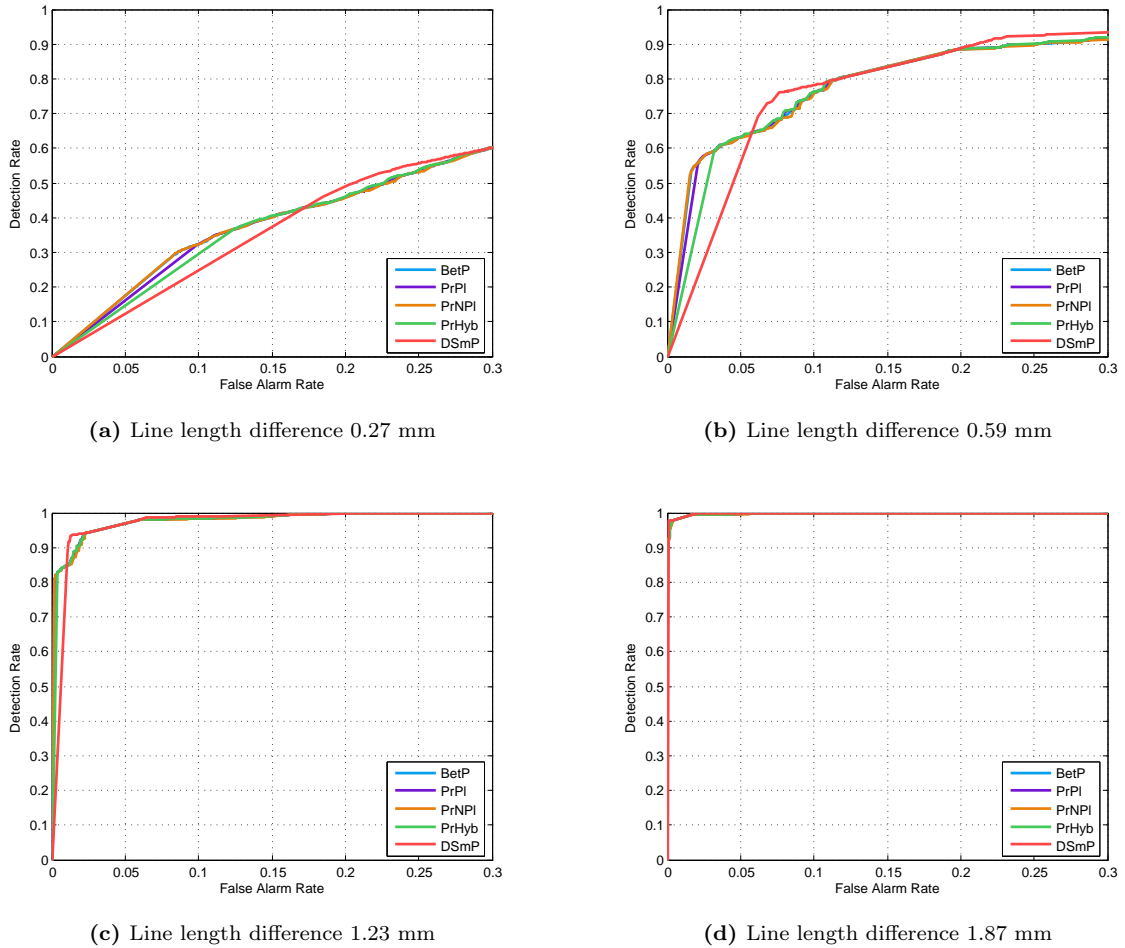 1
0.9
0.8
0.7
0.6
0.5
0.4
0.3
0.2
0.1
0
Detection Rate
0 0.05 0.1 0.15 0.2 0.25 0.3
False Alarm Rate
BetP
PrPl
PrNPl
PrHyb
DSmP
(a) Line length difference 0.27 mm
1
0.9
0.8
0.7
0.6
0.5
0.4
0.3
0.2
0.1
0
Detection Rate
0 0.05 0.1 0.15 0.2 0.25 0.3
False Alarm Rate
BetP
PrPl
PrNPl
PrHyb
DSmP
(b) Line length difference 0.59 mm
1
0.9
0.8
0.7
0.6
0.5
0.4
0.3
0.2
0.1
0
Detection Rate
0 0.05 0.1 0.15 0.2 0.25 0.3
False Alarm Rate
BetP
PrPl
PrNPl
PrHyb
DSmP
(c) Line length difference 1.23 mm
1
0.9
0.8
0.7
0.6
0.5
0.4
0.3
0.2
0.1
0
Detection Rate
0 0.05 0.1 0.15 0.2 0.25 0.3
False Alarm Rate
BetP
PrPl
PrNPl
PrHyb
DSmP
(d) Line length difference 1.87 mm